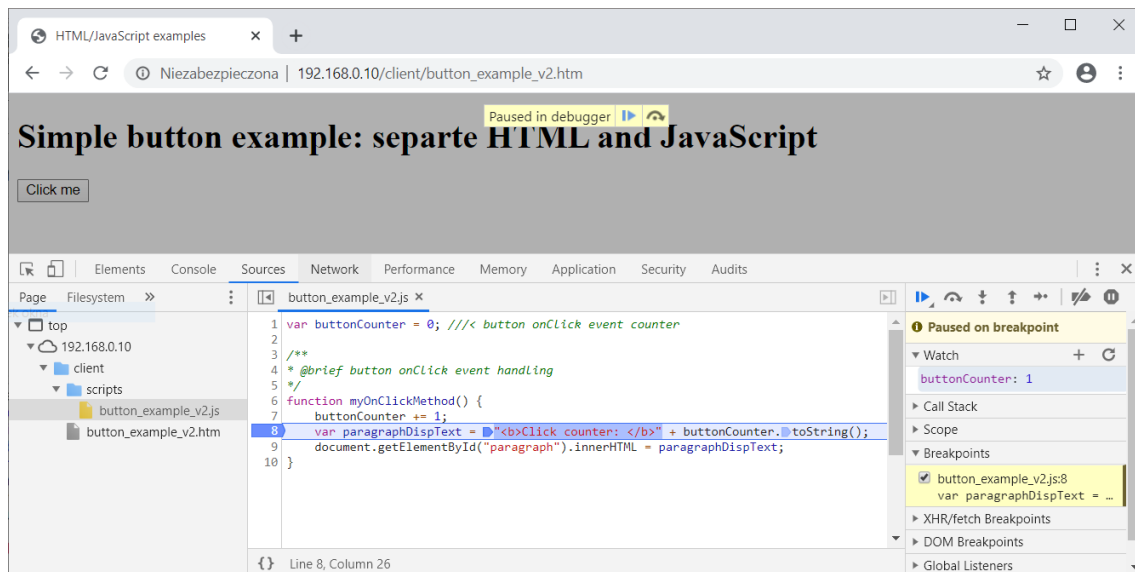 HTML/JavaScript examples
Niezabezpieczona | 192.168.0.10/client/button_example_v2.htm
Paused in debugger
Simple button example: separte HTML and JavaScript
Click me
Elements Console Sources Network Performance Memory Application Security Audits
Page Filesystem »
button_example_v2.js ×
top
192.168.0.10
client
scripts
button_example_v2.js
button_example_v2.htm
1 var buttonCounter = 0; ///< button onClick event counter
2
3 /**
4 * @brief button onClick event handling
5 */
6 function myOnClickMethod() {
7 buttonCounter += 1;
8 var paragraphDispText = "<b>Click counter: </b>" + buttonCounter.toString();
9 document.getElementById("paragraph").innerHTML = paragraphDispText;
10 }
{} Line 8, Column 26
Paused on breakpoint
Watch
buttonCounter: 1
Call Stack
Scope
Breakpoints
button_example_v2.js:8
var paragraphDispText = …
XHR/fetch Breakpoints
DOM Breakpoints
Global Listeners